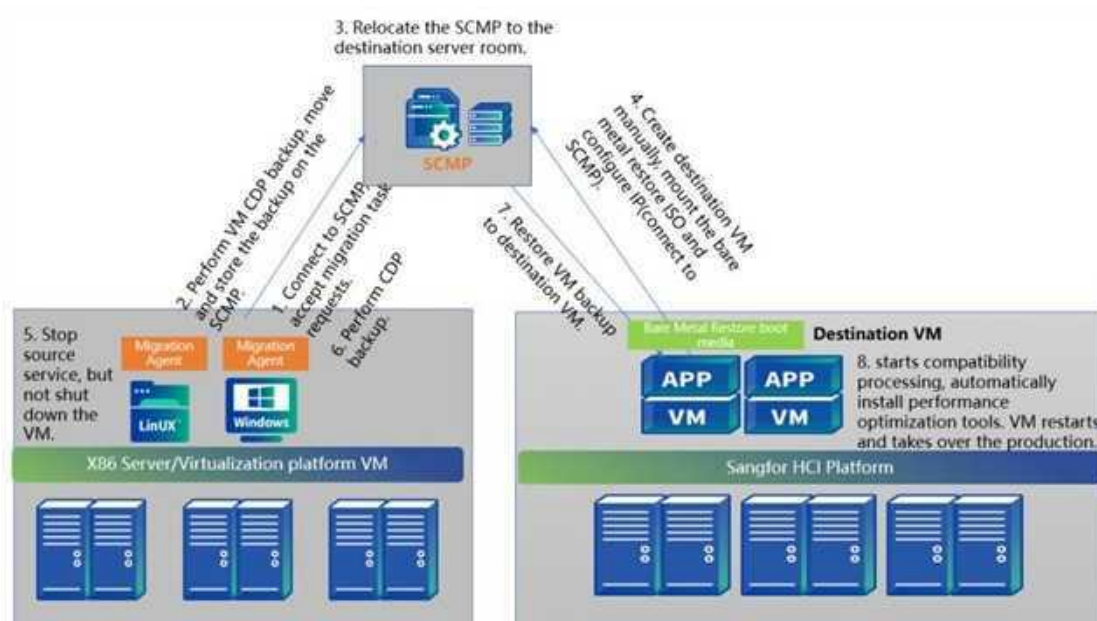 3. Relocate the SCMP to the
destination server room.
SCMP
2. Perform VM CDP backup, move
and store the backup on the
SCMP.
1. Connect to SCMP,
accept migration task
requests.
6. Perform CDP
backup.
7. Restore VM backup
to destination VM.
4. Create destination VM
manually, mount the bare
metal restore ISO and
configure IP(connect to
SCMP).
5. Stop
source
service, but
not shut
down the
VM.
Migration
Agent
Migration
Agent
LinUX
Windows
X86 Server/Virtualization platform VM
Bare Metal Restore boot
media
Destination VM
APP
VM
APP
VM
8. starts compatibility
processing, automatically
install performance
optimization tools. VM restarts
and takes over the production.
Sangfor HCI Platform